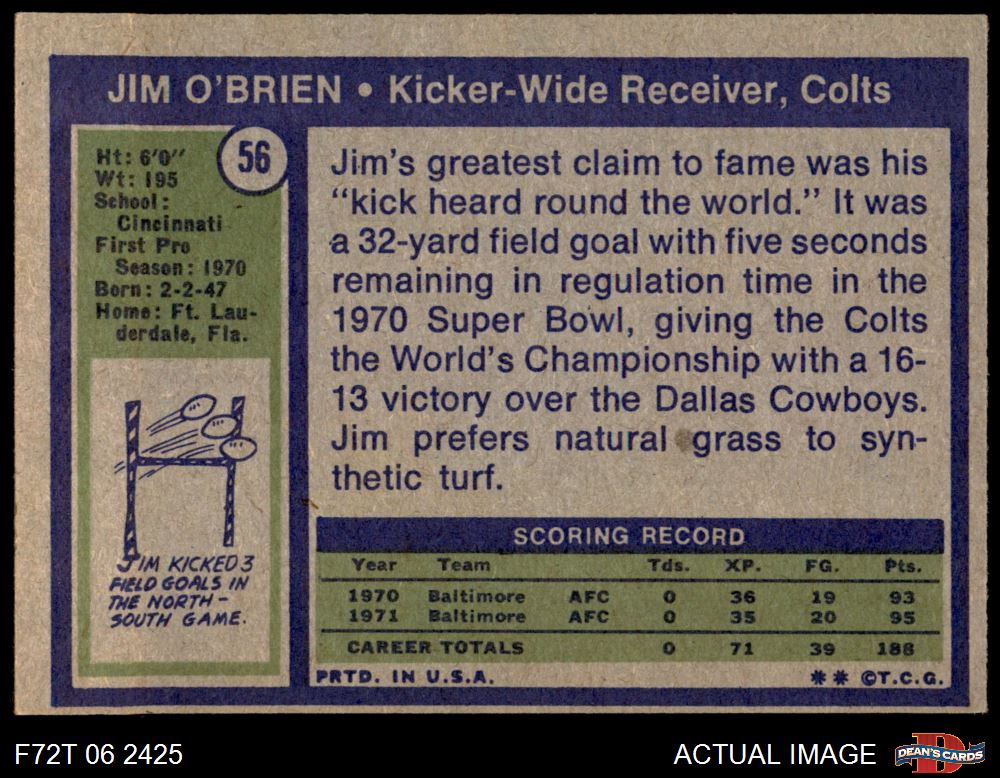 JIM O'BRIEN • Kicker-Wide Receiver, Colts
56
Ht: 6'0"
Wt: 195
School:
Cincinnati
First Pro
Season: 1970
Born: 2-2-47
Home: Ft. Lau-
derdale, Fla.
JIM KICKED 3
FIELD GOALS IN
THE NORTH-
SOUTH GAME.
Jim's greatest claim to fame was his
"kick heard round the world." It was
a 32-yard field goal with five seconds
remaining in regulation time in the
1970 Super Bowl, giving the Colts
the World's Championship with a 16-
13 victory over the Dallas Cowboys.
Jim prefers natural grass to syn-
thetic turf.
SCORING RECORD
Year Team Tds. XP. FG. Pts.
1970 Baltimore AFC 0 36 19 93
1971 Baltimore AFC 0 35 20 95
CAREER TOTALS 0 71 39 188
PRTD. IN U.S.A. ** ©T.C.G.
F72T 06 2425 ACTUAL IMAGE DEAN'S CARDS